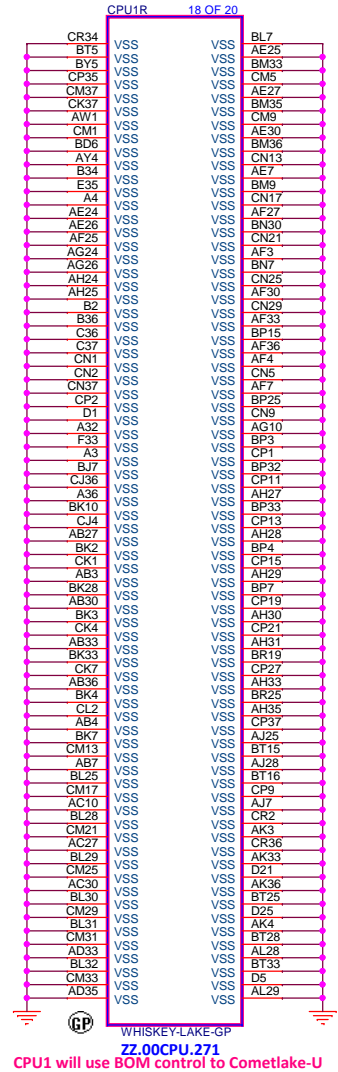 CPU1R 18 OF 20
CR34 VSS VSS BL7
BT5 VSS VSS AE25
BY5 VSS VSS BM33
CP35 VSS VSS CM5
CM37 VSS VSS AE27
CK37 VSS VSS BM35
AW1 VSS VSS CM9
CM1 VSS VSS AE30
BD6 VSS VSS BM36
AY4 VSS VSS CN13
B34 VSS VSS AE7
E35 VSS VSS BM9
A4 VSS VSS CN17
AE24 VSS VSS AF27
AE26 VSS VSS BN30
AF25 VSS VSS CN21
AG24 VSS VSS AF3
AG26 VSS VSS BN7
AH24 VSS VSS CN25
AH25 VSS VSS AF30
B2 VSS VSS CN29
B36 VSS VSS AF33
C36 VSS VSS BP15
C37 VSS VSS AF36
CN1 VSS VSS AF4
CN2 VSS VSS CN5
CN37 VSS VSS AF7
CP2 VSS VSS BP25
D1 VSS VSS CN9
A32 VSS VSS AG10
F33 VSS VSS BP3
A3 VSS VSS CP1
BJ7 VSS VSS BP32
CJ36 VSS VSS CP11
A36 VSS VSS AH27
BK10 VSS VSS BP33
CJ4 VSS VSS CP13
AB27 VSS VSS AH28
BK2 VSS VSS BP4
CK1 VSS VSS CP15
AB3 VSS VSS AH29
BK28 VSS VSS BP7
AB30 VSS VSS CP19
BK3 VSS VSS AH30
CK4 VSS VSS CP21
AB33 VSS VSS AH31
BK33 VSS VSS BR19
CK7 VSS VSS CP27
AB36 VSS VSS AH33
BK4 VSS VSS BR25
CL2 VSS VSS AH35
AB4 VSS VSS CP37
BK7 VSS VSS AJ25
CM13 VSS VSS BT15
AB7 VSS VSS AJ28
BL25 VSS VSS BT16
CM17 VSS VSS CP9
AC10 VSS VSS AJ7
BL28 VSS VSS CR2
CM21 VSS VSS AK3
AC27 VSS VSS CR36
BL29 VSS VSS AK33
CM25 VSS VSS D21
AC30 VSS VSS AK36
BL30 VSS VSS BT25
CM29 VSS VSS D25
BL31 VSS VSS AK4
CM31 VSS VSS BT28
AD33 VSS VSS AL28
BL32 VSS VSS BT33
CM33 VSS VSS D5
AD35 VSS VSS AL29
GP
WHISKEY-LAKE-GP
ZZ.00CPU.271
CPU1 will use BOM control to Cometlake-U